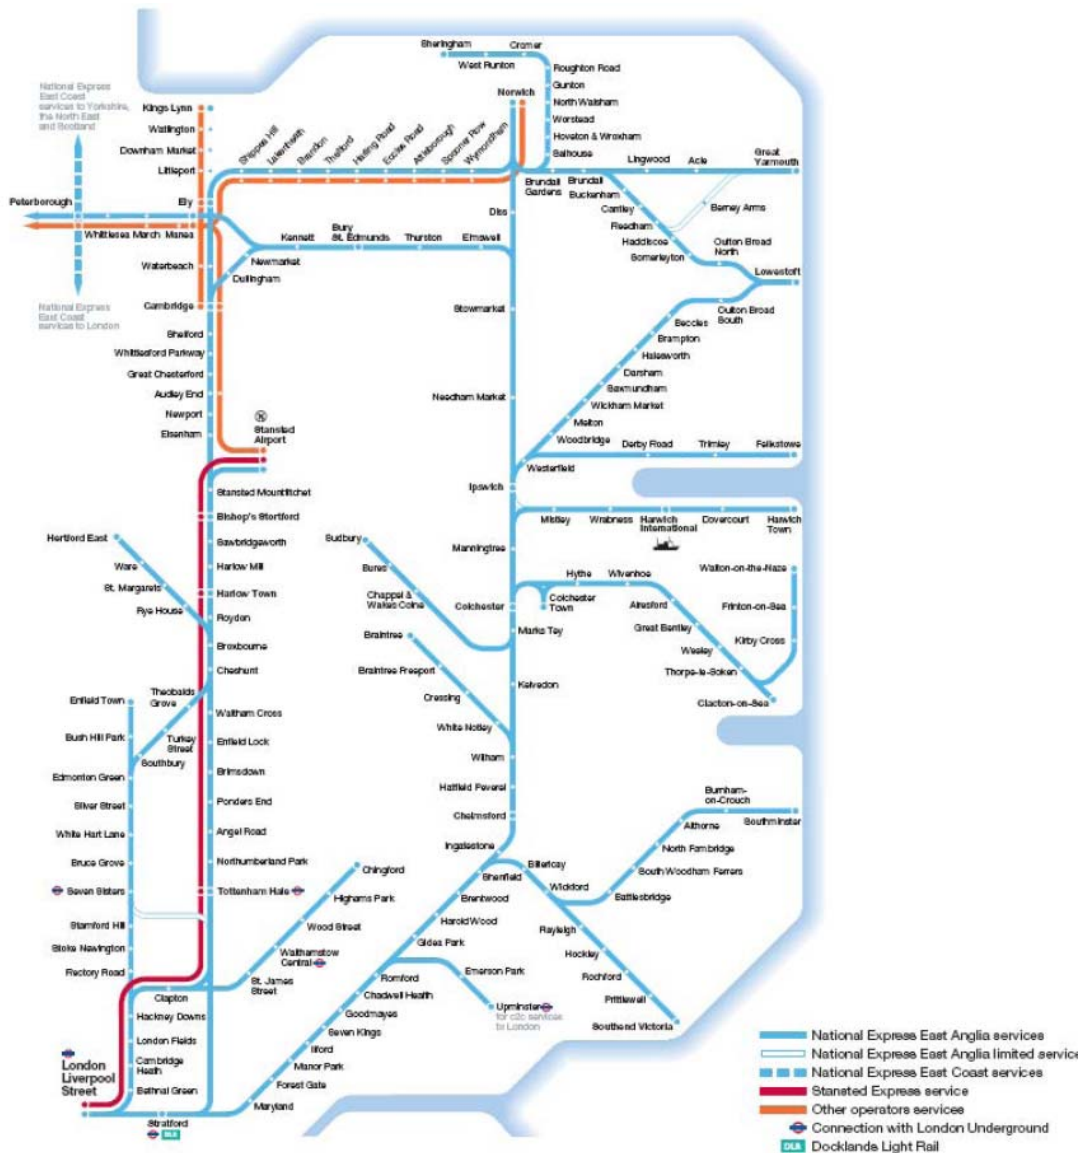 Sheringham
Cromer
West Runton
Roughton Road
Gunton
North Walsham
Worstead
Hoveton & Wroxham
Salhouse
National Express
East Coast
services to Yorkshire,
the North East
and Scotland
Kings Lynn
Watlington
Downham Market
Littleport
Ely
Norwich
Shippea Hill
Lakenheath
Brandon
Thetford
Harling Road
Eccles Road
Attleborough
Spooner Row
Wymondham
Brundall
Gardens
Brundall
Lingwood
Acle
Great
Yarmouth
Buckenham
Cantley
Reedham
Berney Arms
Haddiscoe
Somerleyton
Oulton Broad
North
Lowestoft
Oulton Broad
South
Beccles
Brampton
Halesworth
Darsham
Saxmundham
Wickham Market
Melton
Woodbridge
Derby Road
Trimley
Felixstowe
Westerfield
Peterborough
Whittlesea
March
Manea
National Express
East Coast
services to London
Waterbeach
Cambridge
Shelford
Whittlesford Parkway
Great Chesterford
Audley End
Newport
Elsenham
Dullingham
Newmarket
Kennett
Bury
St. Edmunds
Thurston
Elmswell
Diss
Stowmarket
Needham Market
Ipswich
Stansted
Airport
Stansted Mountfitchet
Bishop's Stortford
Sawbridgeworth
Harlow Mill
Harlow Town
Roydon
Broxbourne
Cheshunt
Hertford East
Ware
St. Margarets
Rye House
Sudbury
Bures
Chappel &
Wakes Colne
Manningtree
Mistley
Wrabness
Harwich
International
Dovercourt
Harwich
Town
Colchester
Hythe
Wivenhoe
Colchester
Town
Alresford
Great Bentley
Weeley
Thorpe-le-Soken
Clacton-on-Sea
Walton-on-the-Naze
Frinton-on-Sea
Kirby Cross
Marks Tey
Kelvedon
Braintree
Braintree Freeport
Cressing
White Notley
Witham
Hatfield Peverel
Chelmsford
Ingatestone
Enfield Town
Bush Hill Park
Edmonton Green
Silver Street
White Hart Lane
Bruce Grove
Seven Sisters
Stamford Hill
Stoke Newington
Rectory Road
Theobalds
Grove
Turkey
Street
Southbury
Waltham Cross
Enfield Lock
Brimsdown
Ponders End
Angel Road
Northumberland Park
Tottenham Hale
Chingford
Highams Park
Wood Street
Walthamstow
Central
St. James
Street
Clapton
Hackney Downs
London Fields
Cambridge
Heath
Bethnal Green
London
Liverpool
Street
Stratford
DLR
Maryland
Forest Gate
Manor Park
Ilford
Seven Kings
Goodmayes
Chadwell Heath
Romford
Gidea Park
Harold Wood
Brentwood
Shenfield
Emerson Park
Upminster
for c2c services
to London
Billericay
Wickford
Rayleigh
Hockley
Rochford
Prittlewell
Southend Victoria
Battlesbridge
South Woodham Ferrers
North Fambridge
Althorne
Burnham-
on-Crouch
Southminster
National Express East Anglia services
National Express East Anglia limited service
National Express East Coast services
Stansted Express service
Other operators services
Connection with London Underground
DLR
Docklands Light Rail